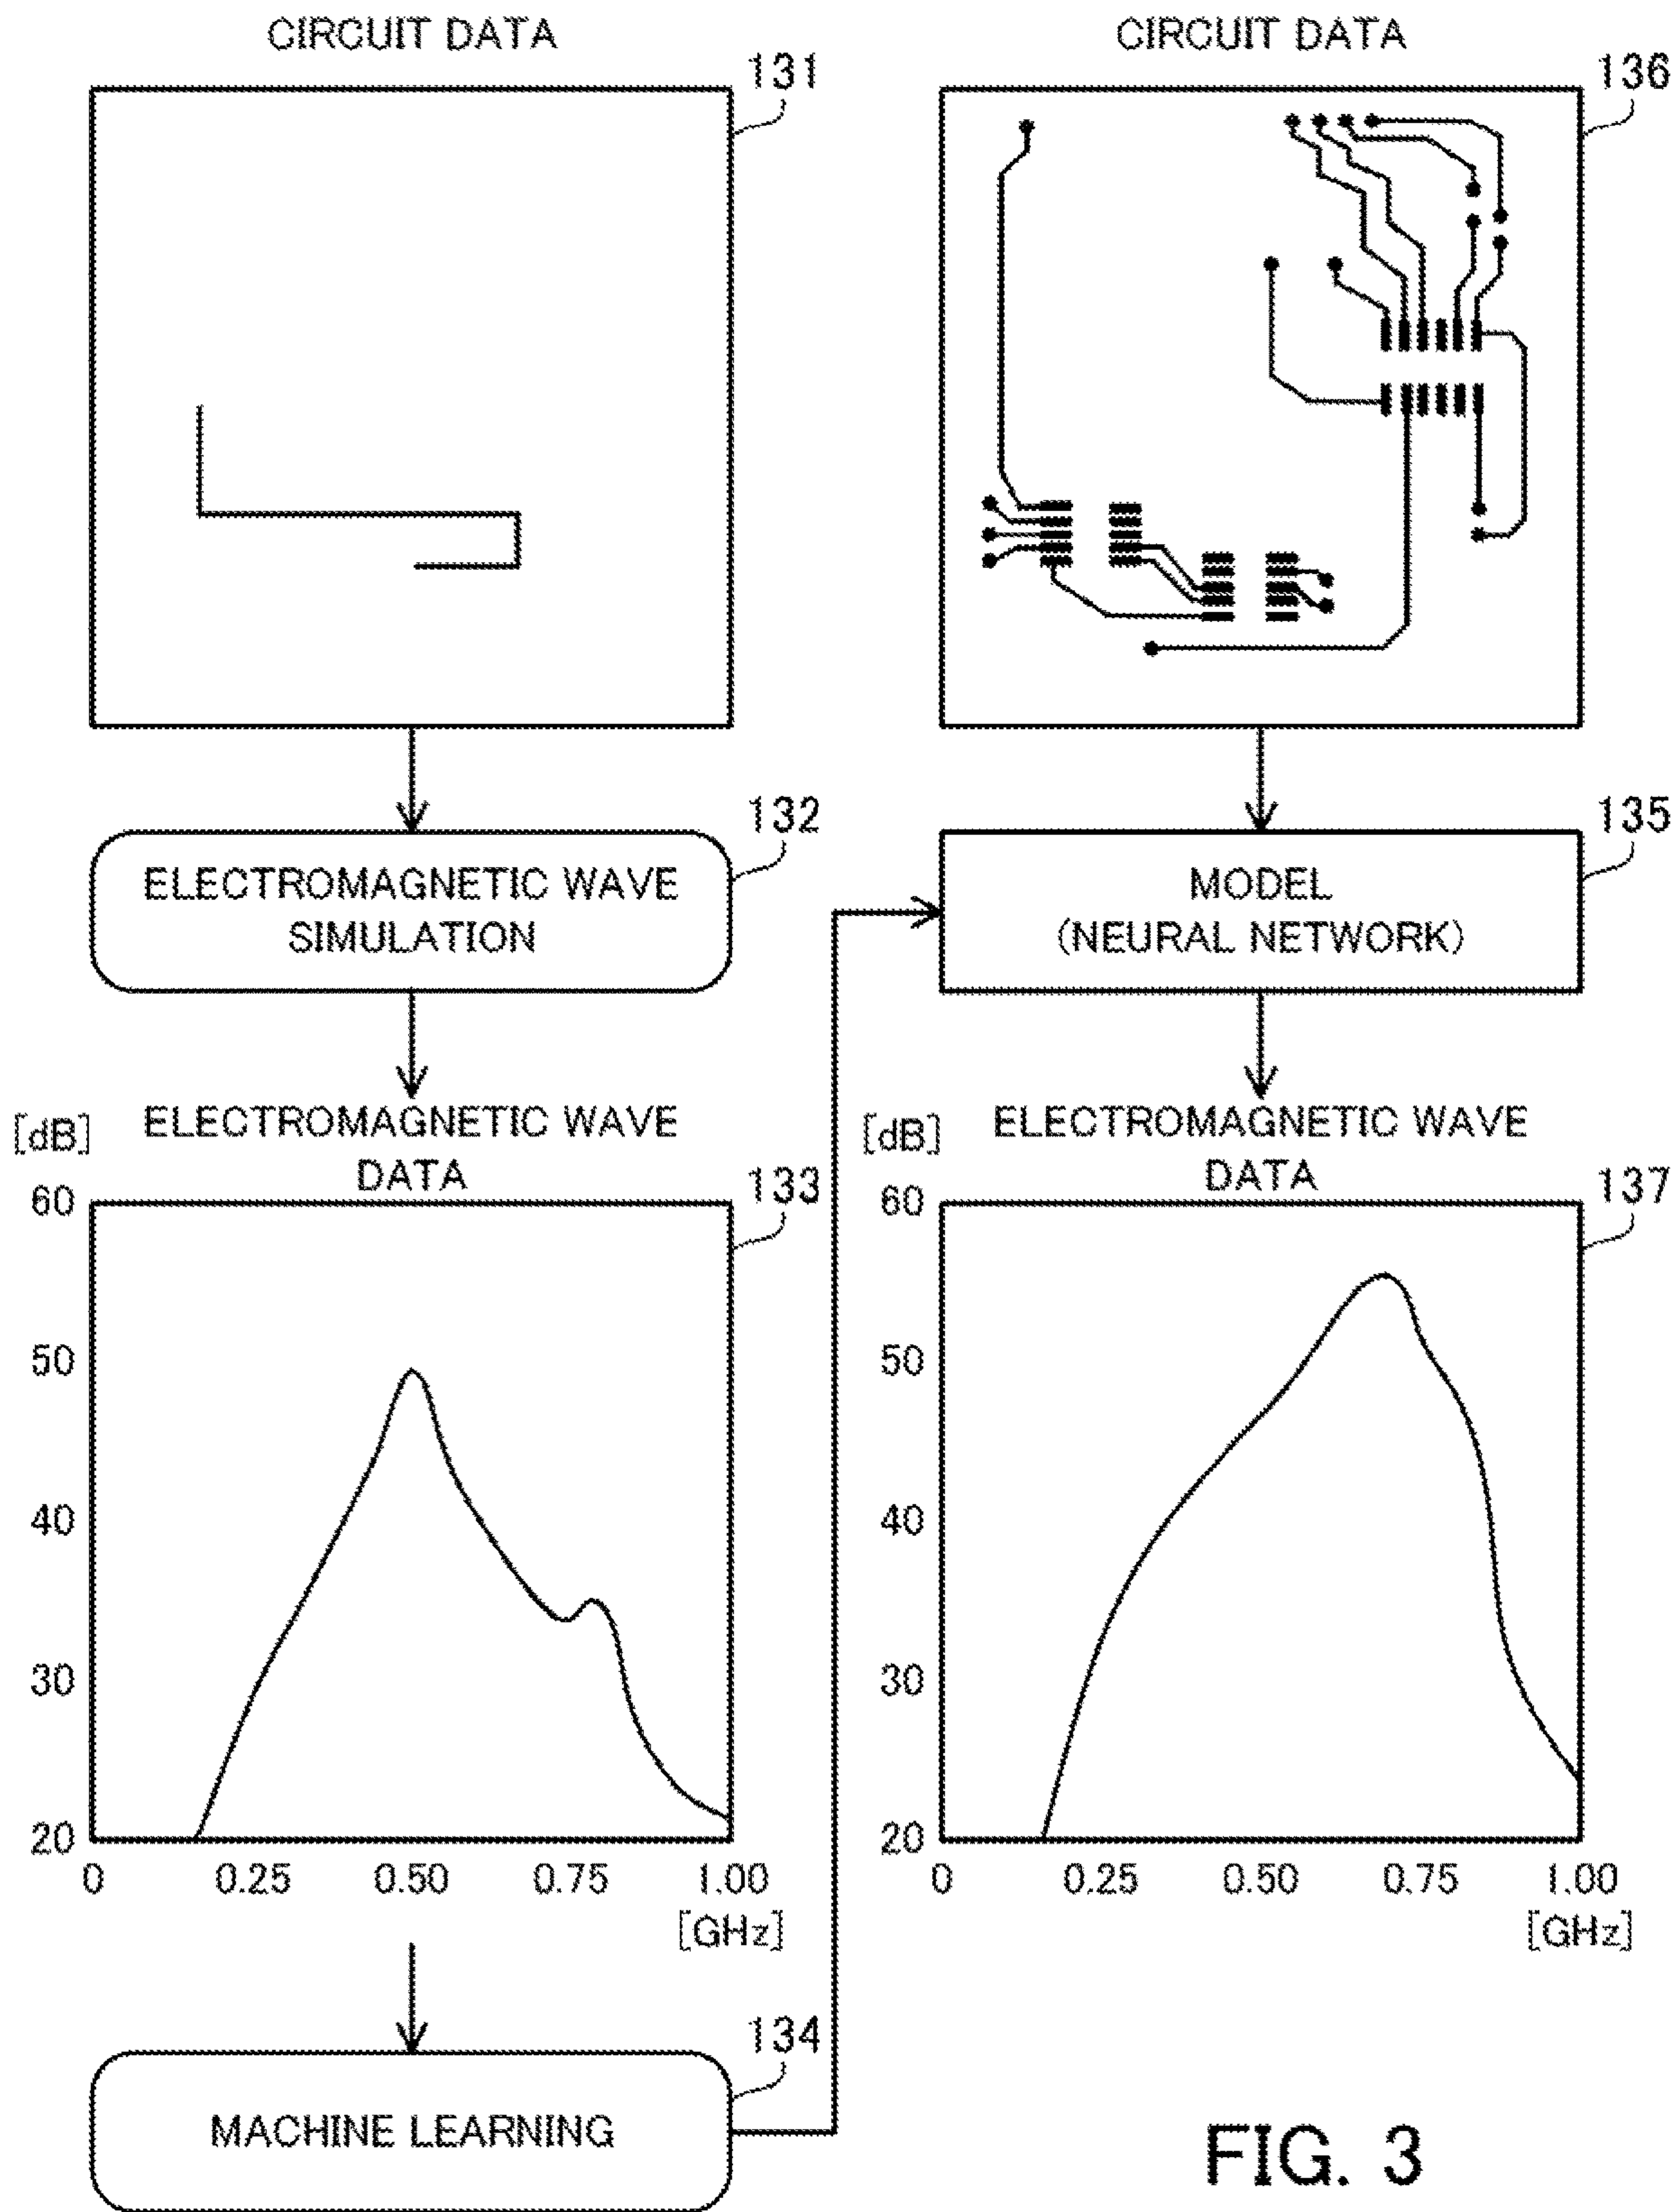 CIRCUIT DATA
131
ELECTROMAGNETIC WAVE
SIMULATION
132
[dB]
ELECTROMAGNETIC WAVE
DATA
133
60
50
40
30
20
0 0.25 0.50 0.75 1.00
[GHz]
MACHINE LEARNING
134
CIRCUIT DATA
136
MODEL
(NEURAL NETWORK)
135
[dB]
ELECTROMAGNETIC WAVE
DATA
137
60
50
40
30
20
0 0.25 0.50 0.75 1.00
[GHz]
FIG. 3